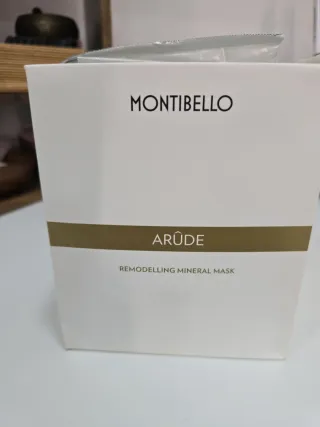 MONTIBELLO
ARÛDE
REMODELLING MINERAL MASK